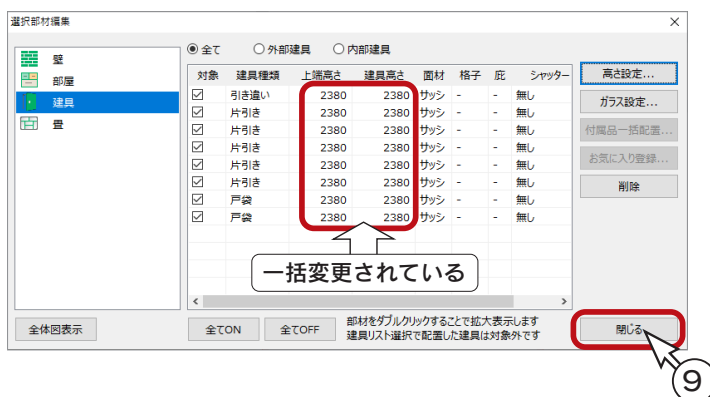 選択部材編集
壁
部屋
建具
畳
全て 外部建具 内部建具
対象 建具種類 上端高さ 建具高さ 面材 格子 庇 シャッター
引き違い 2380 2380 サッシ - - 無し
片引き 2380 2380 サッシ - - 無し
片引き 2380 2380 サッシ - - 無し
片引き 2380 2380 サッシ - - 無し
片引き 2380 2380 サッシ - - 無し
片引き 2380 2380 サッシ - - 無し
戸袋 2380 2380 サッシ - - 無し
戸袋 2380 2380 サッシ - - 無し
一括変更されている
高さ設定...
ガラス設定...
付属品一括配置...
お気に入り登録...
削除
全体図表示
全てON
全てOFF
部材をダブルクリックすることで拡大表示します
建具リスト選択で配置した建具は対象外です
閉じる
⑨